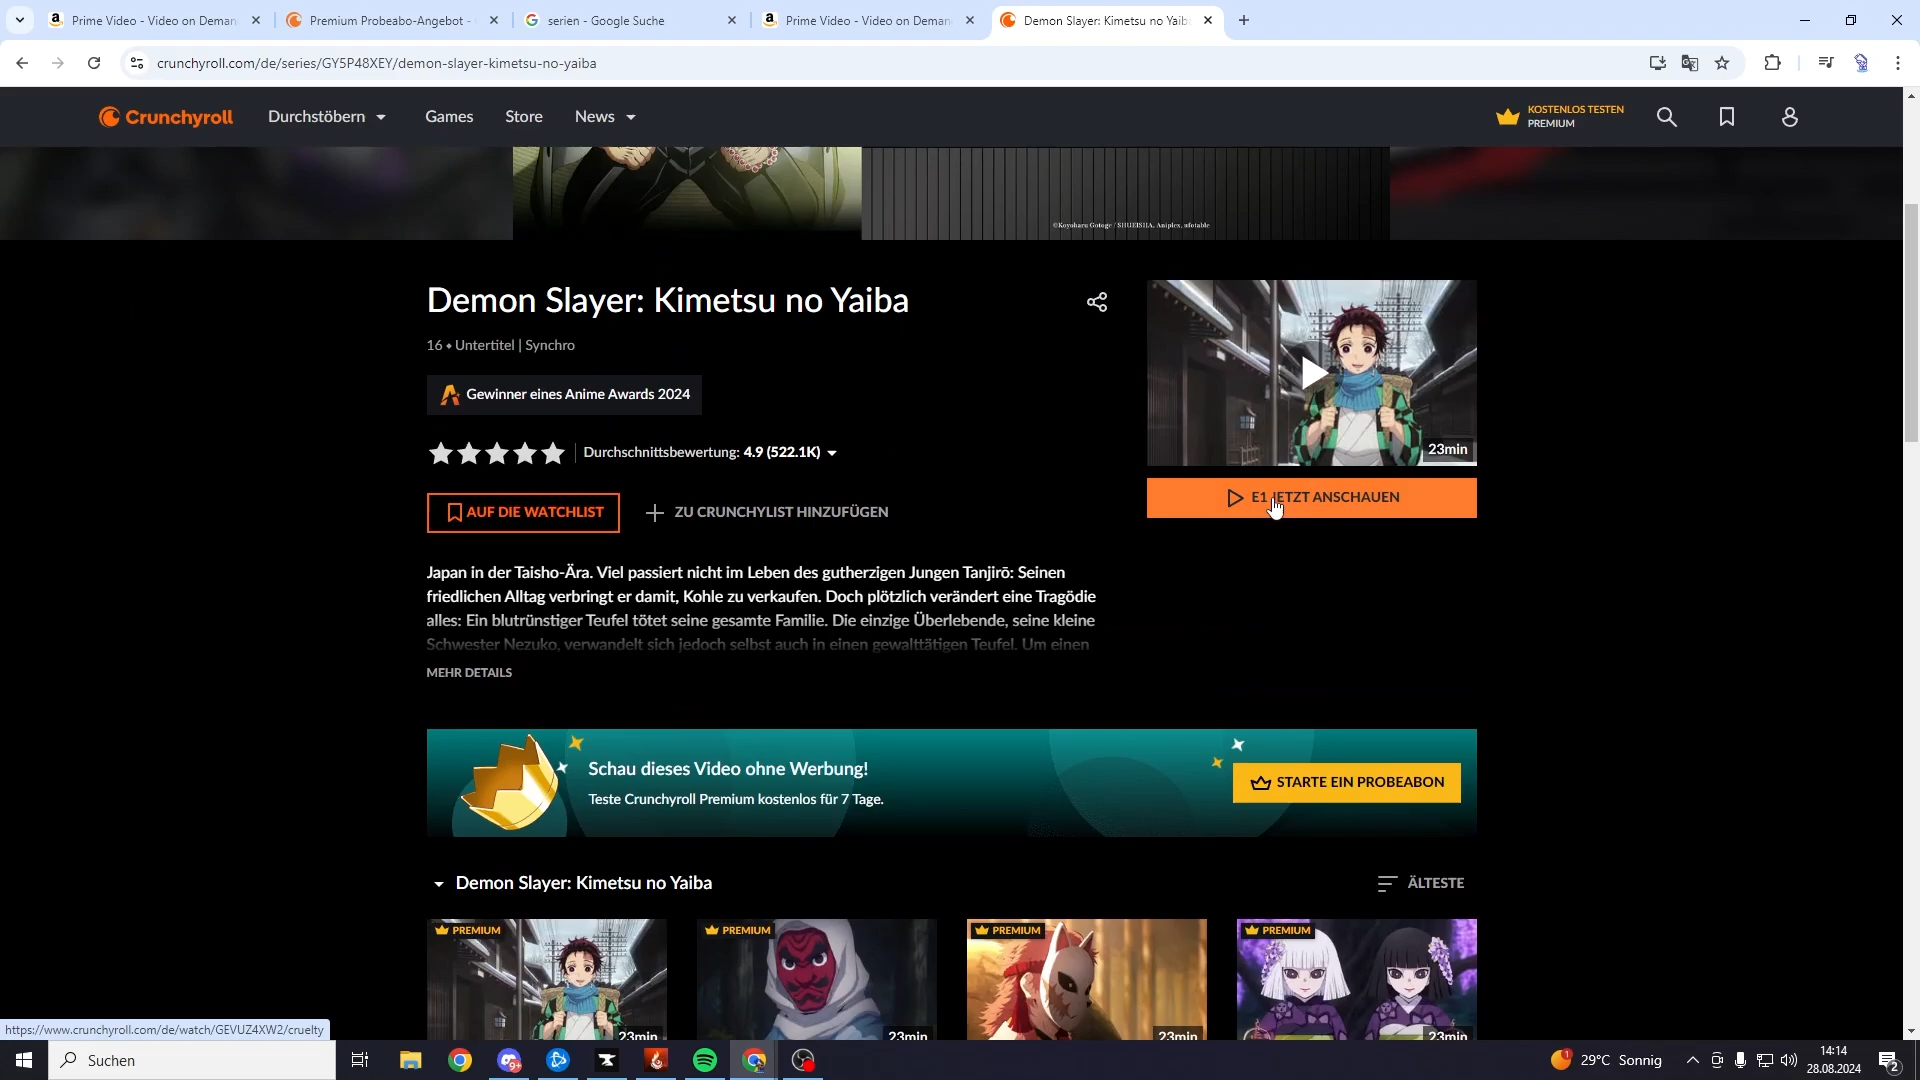 Prime Video - Video on Deman
Premium Probeabo-Angebot -
serien - Google Suche
Prime Video - Video on Deman
Demon Slayer: Kimetsu no Yaib
crunchyroll.com/de/series/GY5P48XEY/demon-slayer-kimetsu-no-yaiba
Crunchyroll
Durchstöbern
Games
Store
News
KOSTENLOS TESTEN
PREMIUM
©Koyoharu Gotoge / SHUEISHA, Aniplex, ufotable
Demon Slayer: Kimetsu no Yaiba
16 ⬥ Untertitel | Synchro
Gewinner eines Anime Awards 2024
Durchschnittsbewertung: 4.9 (522.1K)
23min
E1 JETZT ANSCHAUEN
AUF DIE WATCHLIST
ZU CRUNCHYLIST HINZUFÜGEN
Japan in der Taisho-Ära. Viel passiert nicht im Leben des gutherzigen Jungen Tanjirō: Seinen
friedlichen Alltag verbringt er damit, Kohle zu verkaufen. Doch plötzlich verändert eine Tragödie
alles: Ein blutrünstiger Teufel tötet seine gesamte Familie. Die einzige Überlebende, seine kleine
Schwester Nezuko, verwandelt sich jedoch selbst auch in einen gewalttätigen Teufel. Um einen
MEHR DETAILS
Schau dieses Video ohne Werbung!
Teste Crunchyroll Premium kostenlos für 7 Tage.
STARTE EIN PROBEABON
Demon Slayer: Kimetsu no Yaiba
ÄLTESTE
PREMIUM
PREMIUM
PREMIUM
PREMIUM
23min
23min
23min
23min
https://www.crunchyroll.com/de/watch/GEVUZ4XW2/cruelty
Suchen
1
29°C Sonnig
14:14
28.08.2024
2